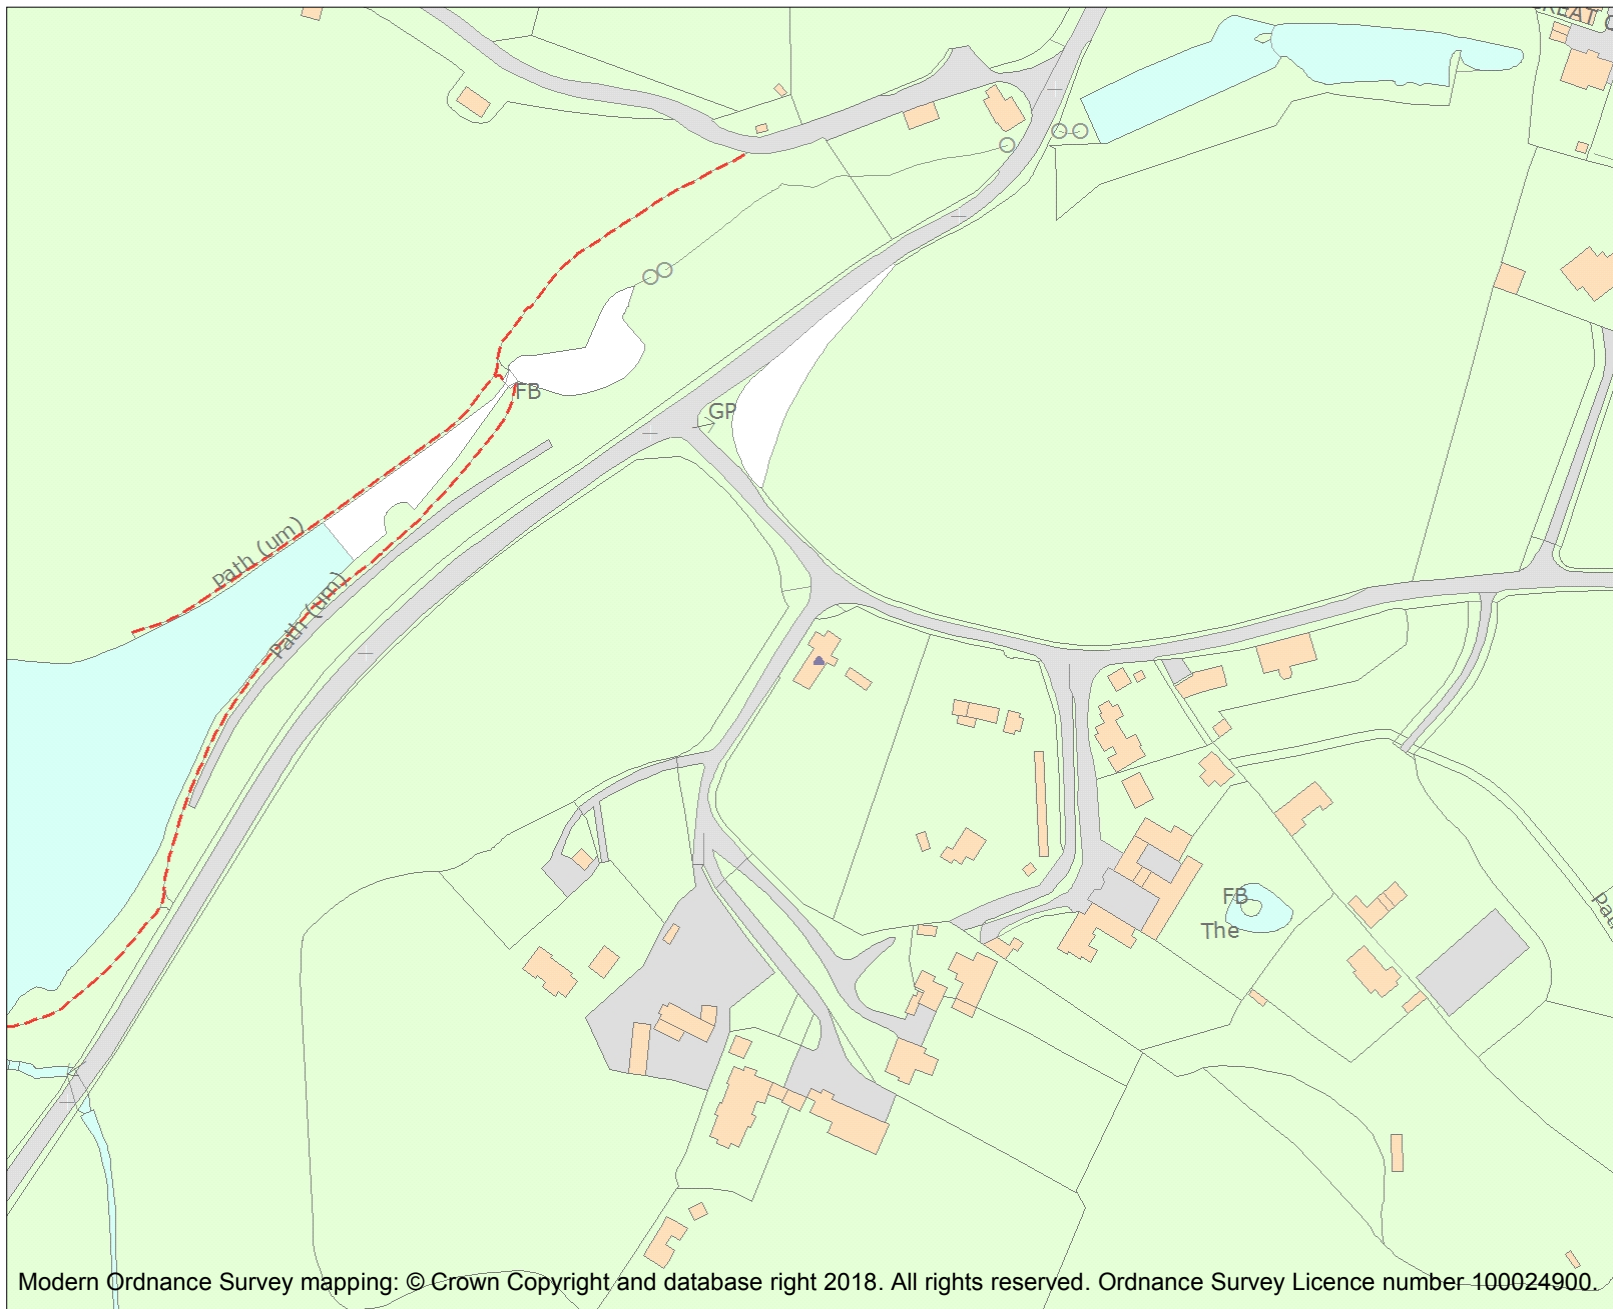 FB
GP
Path (um)
Path (um)
FB
The
Modern Ordnance Survey mapping: © Crown Copyright and database right 2018. All rights reserved. Ordnance Survey Licence number 100024900.